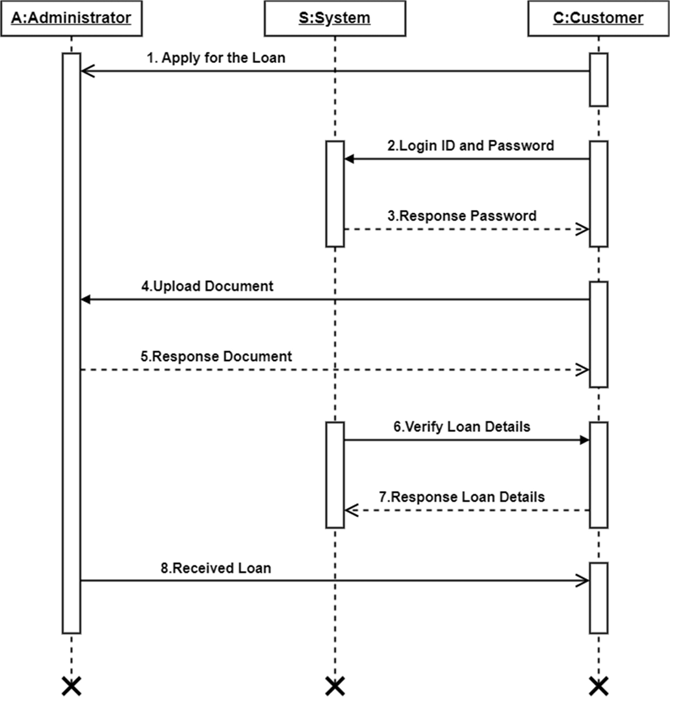 A:Administrator
S:System
C:Customer
1. Apply for the Loan
2.Login ID and Password
3.Response Password
4.Upload Document
5.Response Document
6.Verify Loan Details
7.Response Loan Details
8.Received Loan